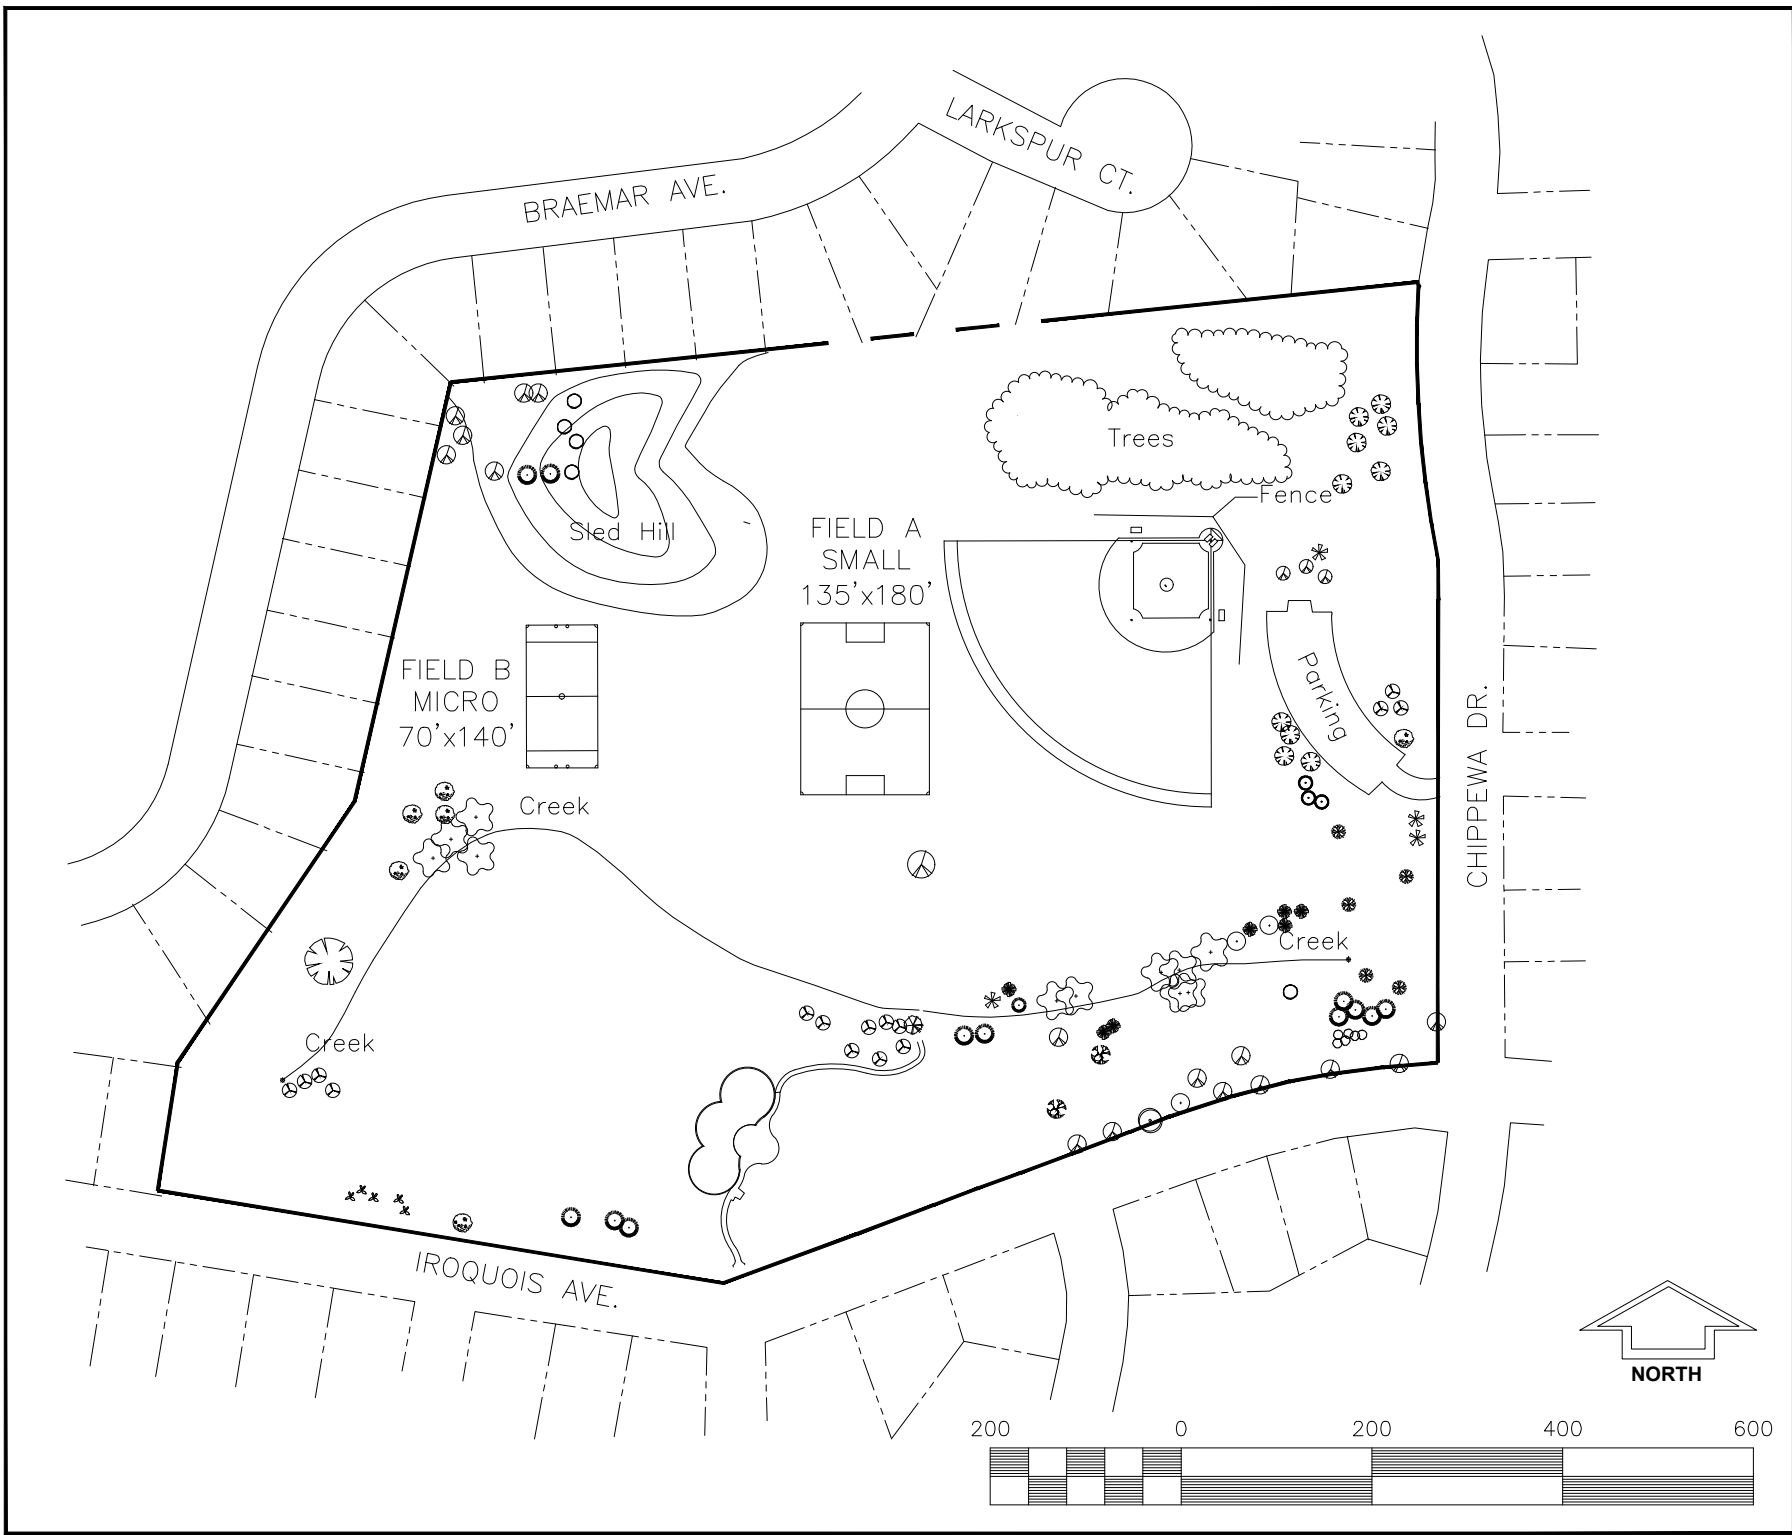 LARKSPUR CT.
BRAEMAR AVE.
Trees
Fence
Sled Hill
FIELD A
SMALL
135'x180'
FIELD B
MICRO
70'x140'
Parking
CHIPPEWA DR.
Creek
Creek
Creek
IROQUOIS AVE.
NORTH
200 0 200 400 600